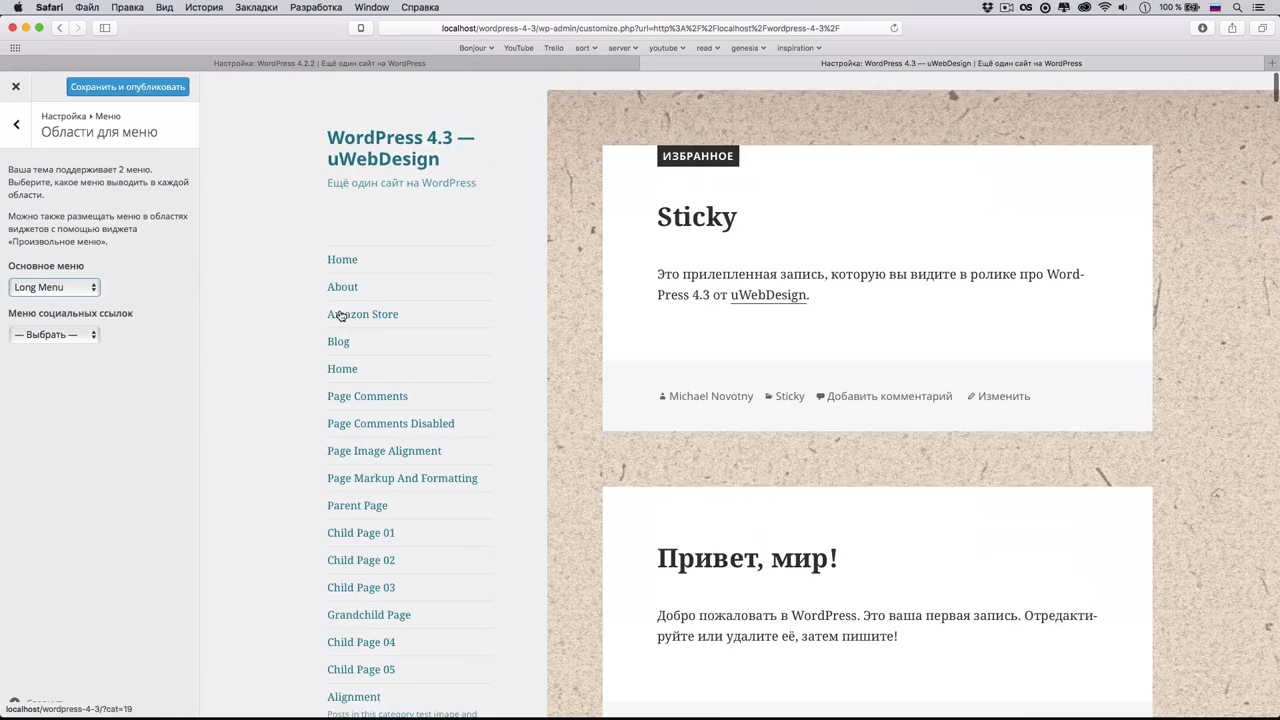 Safari Файл Правка Вид История Закладки Разработка Window Справка 100 %
localhost/wordpress-4-3/wp-admin/customize.php?url=http%3A%2F%2Flocalhost%2Fwordpress-4-3%2F
Bonjour YouTube Trello sort server youtube read genesis inspiration
Настройка: WordPress 4.2.2 | Ещё один сайт на WordPress
Настройка: WordPress 4.3 — uWebDesign | Ещё один сайт на WordPress
Сохранить и опубликовать
Настройка Меню
Области для меню
Ваша тема поддерживает 2 меню.
Выберите, какое меню выводить в каждой
области.
Можно также размещать меню в областях
виджетов с помощью виджета
«Произвольное меню».
Основное меню
Long Menu
Меню социальных ссылок
— Выбрать —
localhost/wordpress-4-3/?cat=19
WordPress 4.3 —
uWebDesign
Ещё один сайт на WordPress
Home
About
Amazon Store
Blog
Home
Page Comments
Page Comments Disabled
Page Image Alignment
Page Markup And Formatting
Parent Page
Child Page 01
Child Page 02
Child Page 03
Grandchild Page
Child Page 04
Child Page 05
Alignment
Posts in this category test image and
ИЗБРАННОЕ
Sticky
Это прилепленная запись, которую вы видите в ролике про Word-
Press 4.3 от uWebDesign.
Michael Novotny Sticky Добавить комментарий Изменить
Привет, мир!
Добро пожаловать в WordPress. Это ваша первая запись. Отредакти-
руйте или удалите её, затем пишите!